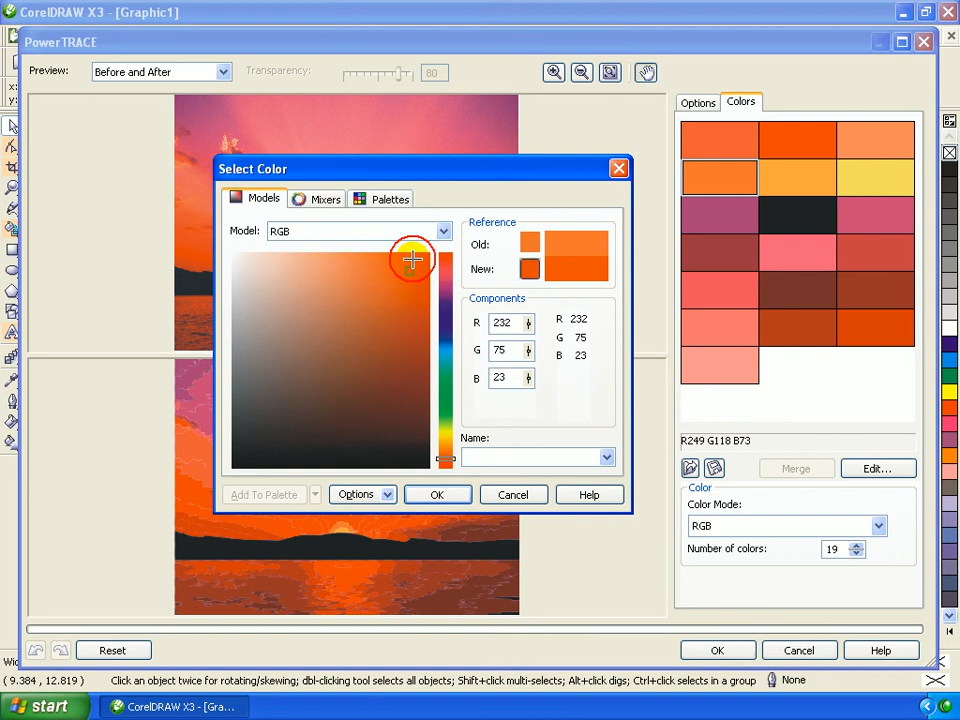 CorelDRAW X3 - [Graphic1]
PowerTRACE
Preview: Before and After Transparency: 80
Options Colors
Select Color
Models Mixers Palettes
Model: RGB
Reference
Old:
New:
Components
R 232 R 232
G 75 G 75
B 23 B 23
Name:
Add To Palette Options OK Cancel Help
R249 G118 B73
Merge Edit...
Color
Color Mode:
RGB
Number of colors: 19
Reset OK Cancel Help
( 9.384 , 12.819 ) Click an object twice for rotating/skewing; dbl-clicking tool selects all objects; Shift+click multi-selects; Alt+click digs; Ctrl+click selects in a group None
start CorelDRAW X3 - [Gra...